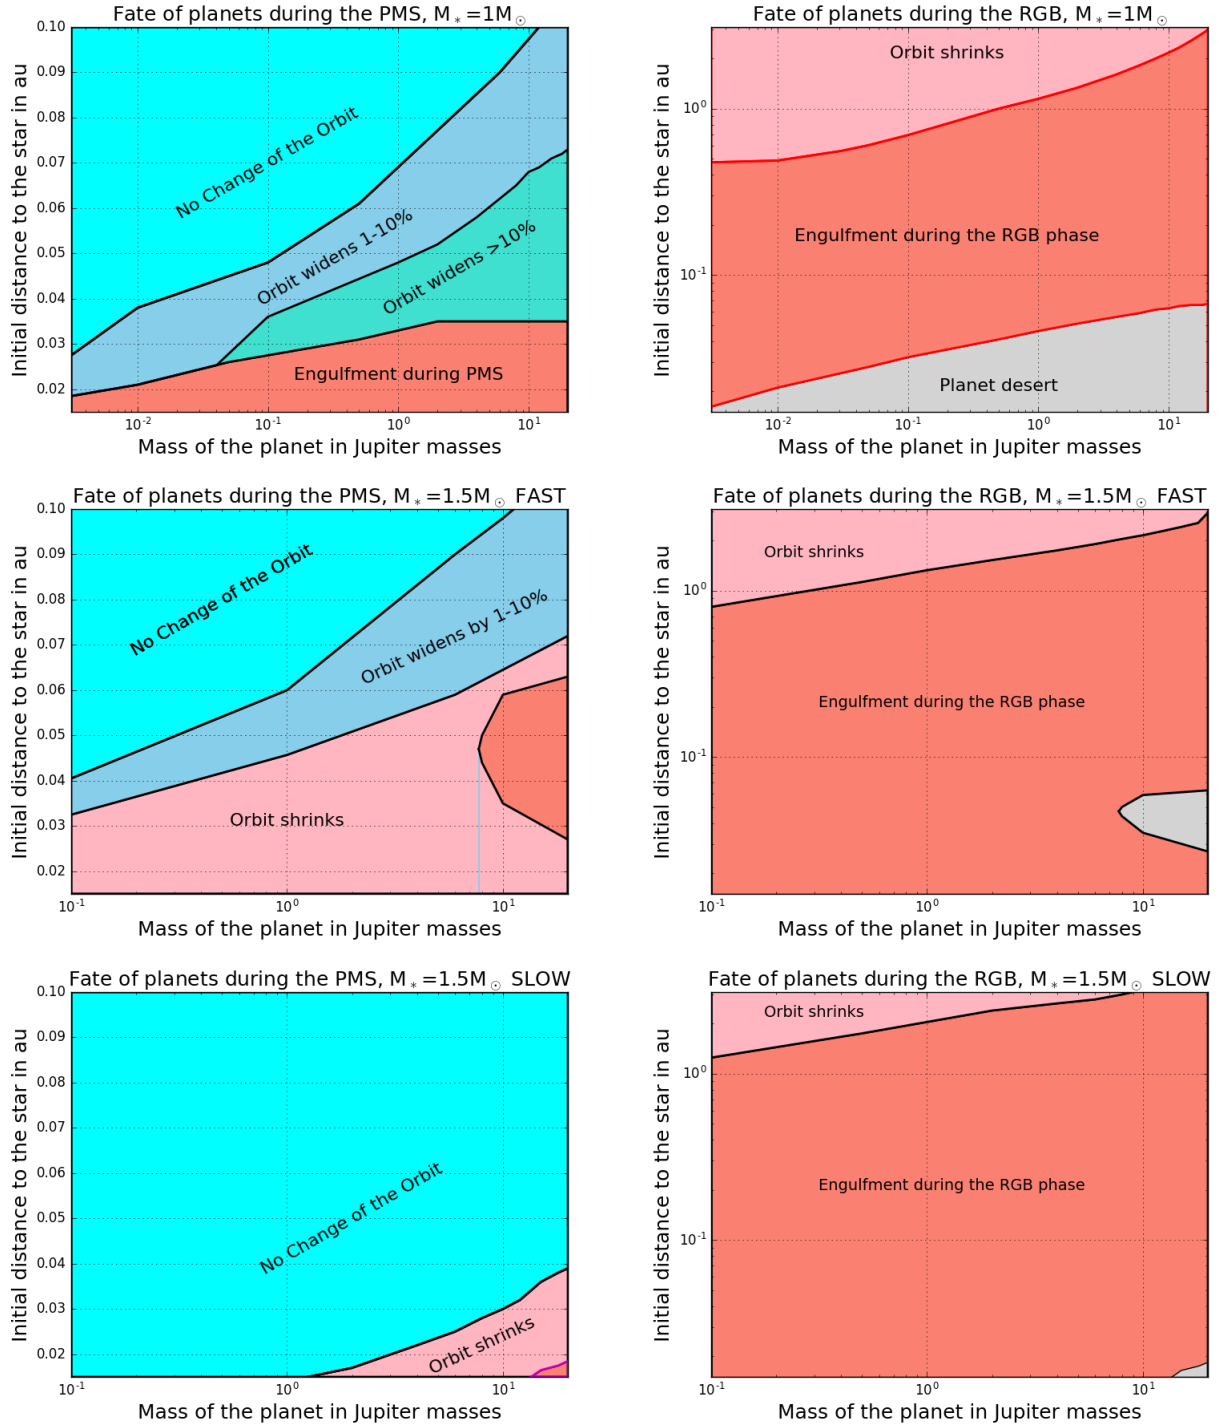 Fate of planets during the PMS, M*=1M☉
0.10
0.09
0.08
0.07
0.06
0.05
0.04
0.03
0.02
Initial distance to the star in au
No Change of the Orbit
Orbit widens 1-10%
Orbit widens >10%
Engulfment during PMS
10⁻² 10⁻¹ 10⁰ 10¹
Mass of the planet in Jupiter masses
Fate of planets during the RGB, M*=1M☉
10⁰
10⁻¹
Initial distance to the star in au
Orbit shrinks
Engulfment during the RGB phase
Planet desert
10⁻² 10⁻¹ 10⁰ 10¹
Mass of the planet in Jupiter masses
Fate of planets during the PMS, M*=1.5M☉ FAST
0.10
0.09
0.08
0.07
0.06
0.05
0.04
0.03
0.02
Initial distance to the star in au
No Change of the Orbit
Orbit widens by 1-10%
Orbit shrinks
10⁻¹ 10⁰ 10¹
Mass of the planet in Jupiter masses
Fate of planets during the RGB, M*=1.5M☉ FAST
10⁰
10⁻¹
Initial distance to the star in au
Orbit shrinks
Engulfment during the RGB phase
10⁻¹ 10⁰ 10¹
Mass of the planet in Jupiter masses
Fate of planets during the PMS, M*=1.5M☉ SLOW
0.10
0.09
0.08
0.07
0.06
0.05
0.04
0.03
0.02
Initial distance to the star in au
No Change of the Orbit
Orbit shrinks
10⁻¹ 10⁰ 10¹
Mass of the planet in Jupiter masses
Fate of planets during the RGB, M*=1.5M☉ SLOW
10⁰
10⁻¹
Initial distance to the star in au
Orbit shrinks
Engulfment during the RGB phase
10⁻¹ 10⁰ 10¹
Mass of the planet in Jupiter masses